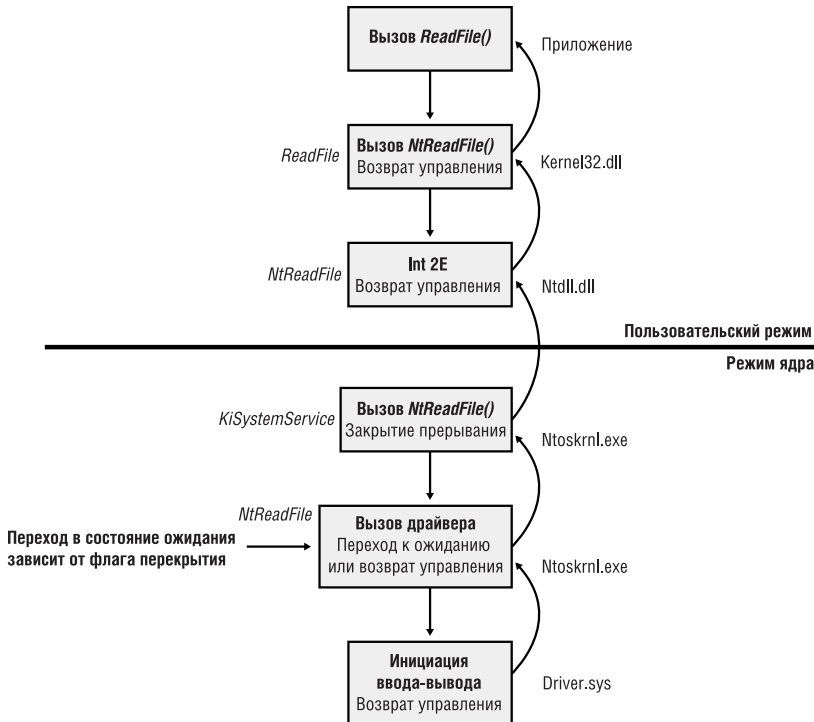 Вызов ReadFile()
Приложение
ReadFile
Вызов NtReadFile()
Возврат управления
Kernel32.dll
NtReadFile
Int 2E
Возврат управления
Ntdll.dll
Пользовательский режим
Режим ядра
KiSystemService
Вызов NtReadFile()
Закрытие прерывания
Ntoskrnl.exe
NtReadFile
Переход в состояние ожидания
зависит от флага перекрытия
Вызов драйвера
Переход к ожиданию
или возврат управления
Ntoskrnl.exe
Инициация
ввода-вывода
Возврат управления
Driver.sys